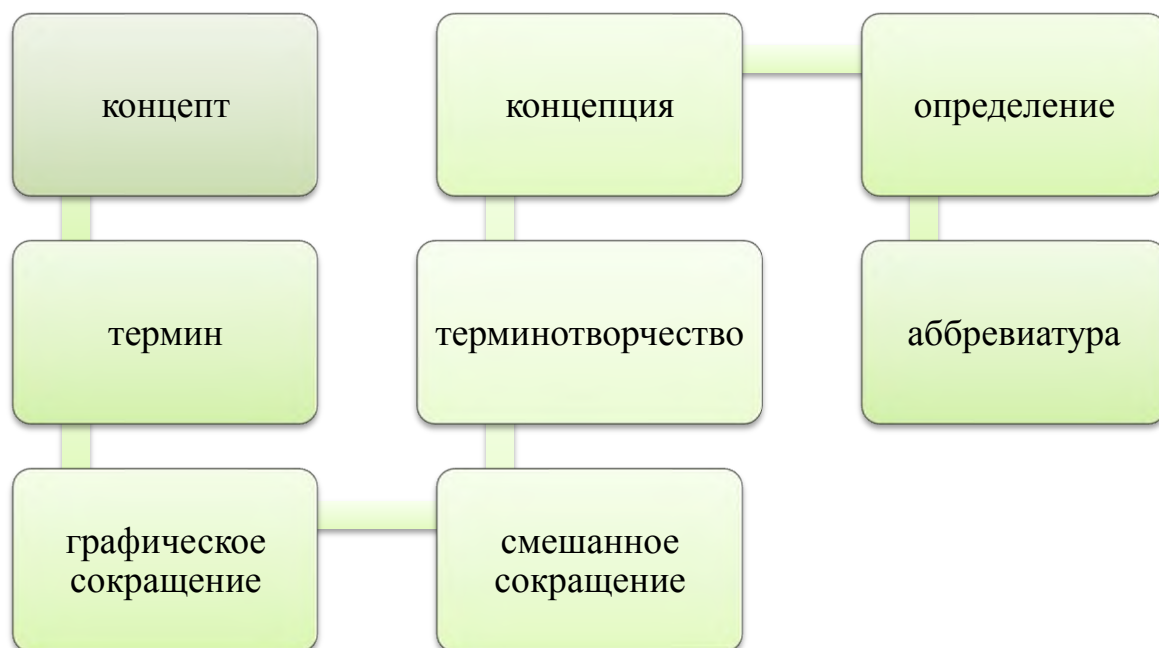 концепт
концепция
определение
термин
терминотворчество
аббревиатура
графическое
сокращение
смешанное
сокращение